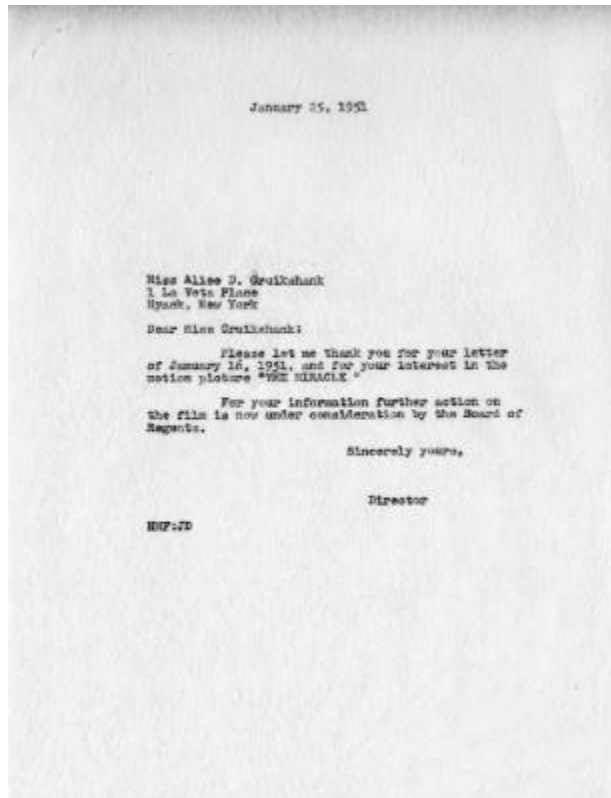 January 25, 1951
Miss Alice D. Cruikshank
1 La Veta Place
Nyack, New York
Dear Miss Cruikshank:
Please let me thank you for your letter
of January 16, 1951, and for your interest in the
motion picture "THE MIRACLE."
For your information further action on
the film is now under consideration by the Board of
Regents.
Sincerely yours,
Director
HMF:JD